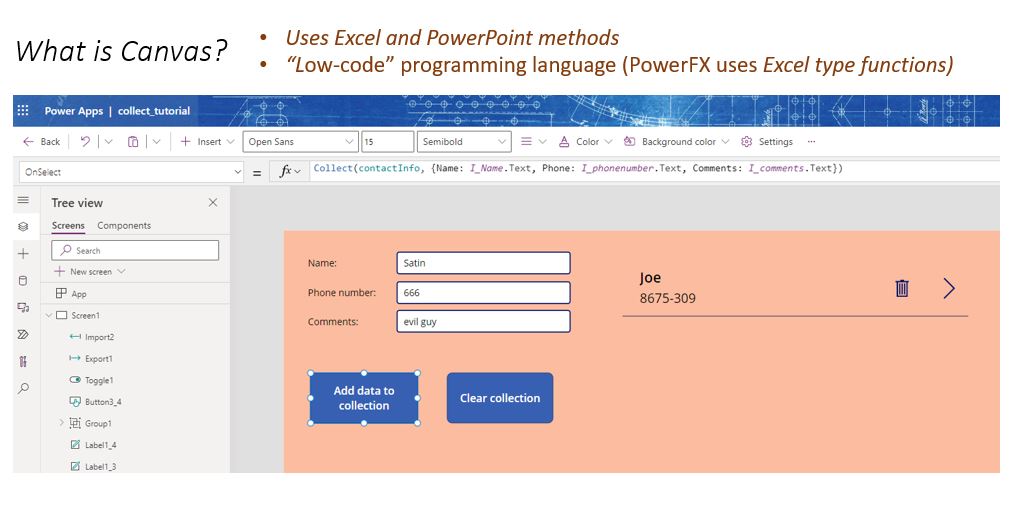 What is Canvas?
• Uses Excel and PowerPoint methods
• “Low-code” programming language (PowerFX uses Excel type functions)
Power Apps | collect_tutorial
Back Insert Open Sans 15 Semibold Color Background color Settings ...
OnSelect = fx Collect(contactInfo, {Name: I_Name.Text, Phone: I_phonenumber.Text, Comments: I_comments.Text})
Tree view
Screens Components
Search
New screen
App
Screen1
Import2
Export1
Toggle1
Button3_4
Group1
Label1_4
Label1_3
Name: Satin
Phone number: 666
Comments: evil guy
Add data to
collection
Clear collection
Joe
8675-309